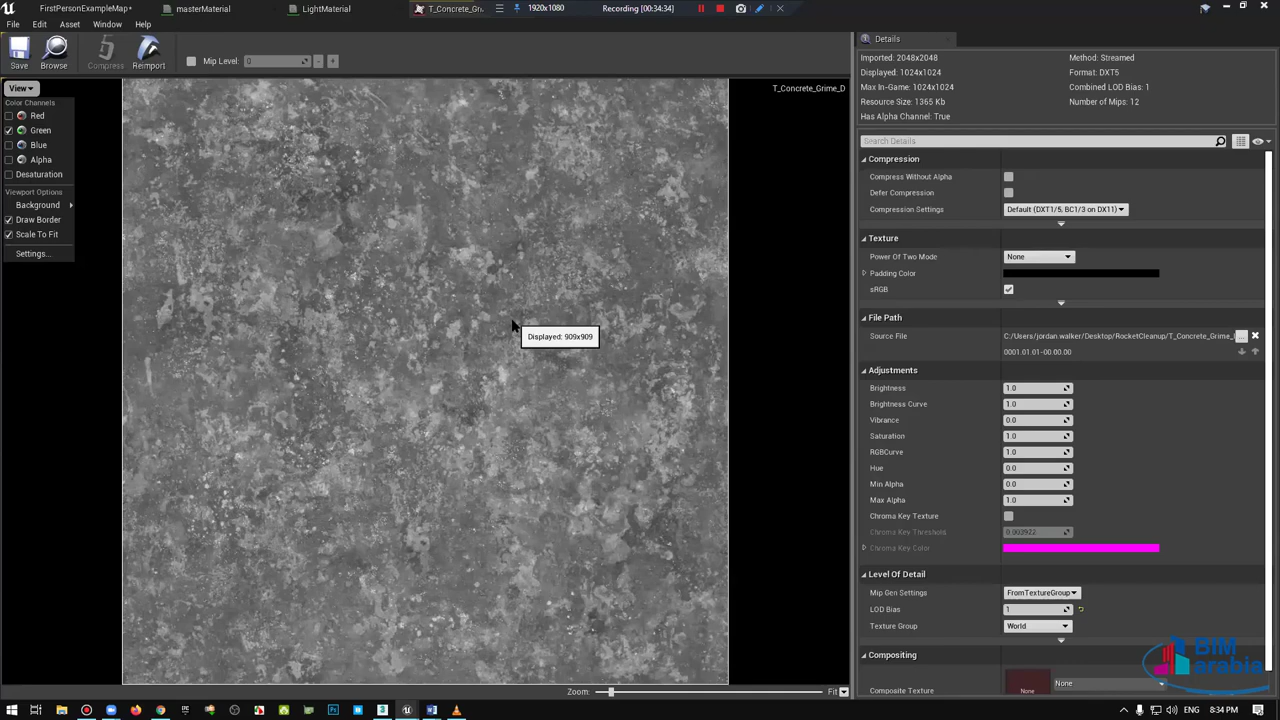 FirstPersonExampleMap*
masterMaterial
LightMaterial
T_Concrete_Gr
1920x1080
Recording [00:34:34]
File
Edit
Asset
Window
Help
Save
Browse
Compress
Reimport
Mip Level:
0
-
+
View
T_Concrete_Grime_D
Color Channels
Red
Green
Blue
Alpha
Desaturation
Viewport Options
Background
Draw Border
Scale To Fit
Settings...
Displayed: 909x909
Zoom:
Fit
Details
Imported: 2048x2048
Method: Streamed
Displayed: 1024x1024
Format: DXT5
Max In-Game: 1024x1024
Combined LOD Bias: 1
Resource Size: 1365 Kb
Number of Mips: 12
Has Alpha Channel: True
Search Details
Compression
Compress Without Alpha
Defer Compression
Compression Settings
Default (DXT1/5, BC1/3 on DX11)
Texture
Power Of Two Mode
None
Padding Color
sRGB
File Path
Source File
C:/Users/jordan.walker/Desktop/RocketCleanup/T_Concrete_Grime_
...
0001.01.01-00.00.00
Adjustments
Brightness
1.0
Brightness Curve
1.0
Vibrance
0.0
Saturation
1.0
RGBCurve
1.0
Hue
0.0
Min Alpha
0.0
Max Alpha
1.0
Chroma Key Texture
Chroma Key Threshold
0.003922
Chroma Key Color
Level Of Detail
Mip Gen Settings
FromTextureGroup
LOD Bias
1
Texture Group
World
Compositing
Composite Texture
None
None
BIM
arabia
ENG
8:34 PM